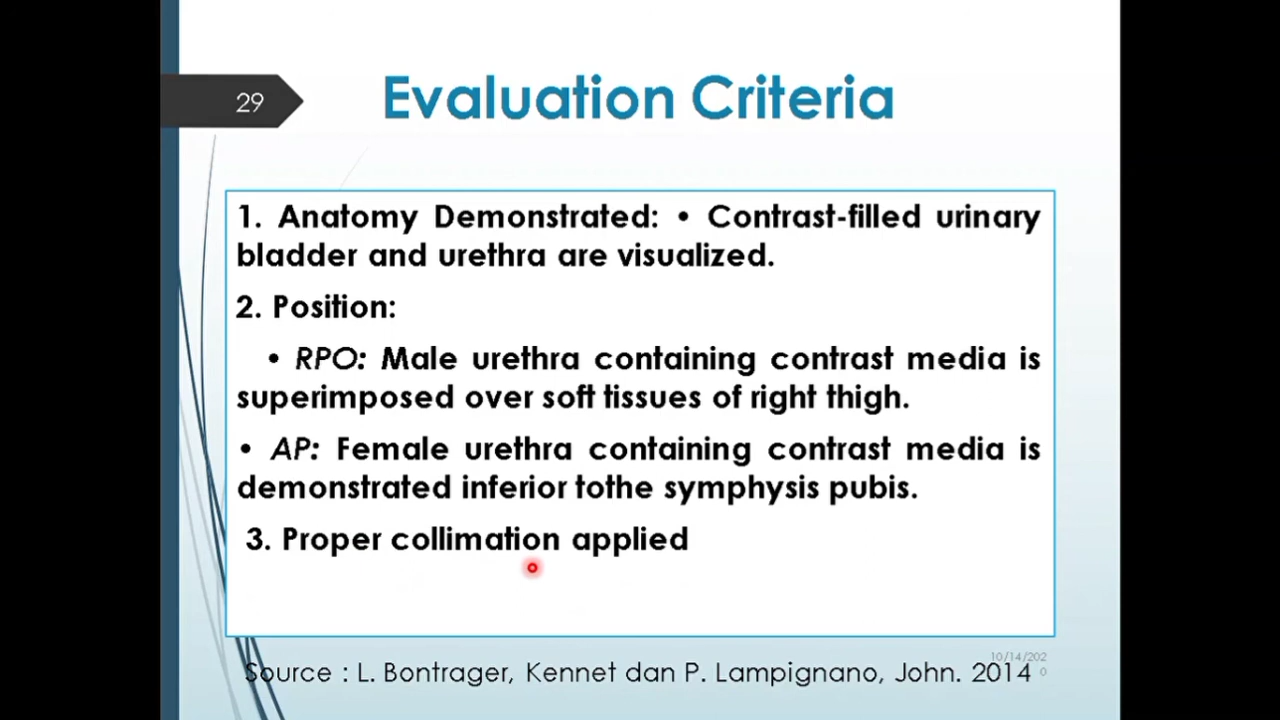 29
Evaluation Criteria
1. Anatomy Demonstrated: • Contrast-filled urinary
bladder and urethra are visualized.
2. Position:
• RPO: Male urethra containing contrast media is
superimposed over soft tissues of right thigh.
• AP: Female urethra containing contrast media is
demonstrated inferior tothe symphysis pubis.
3. Proper collimation applied
10/14/202
0
Source : L. Bontrager, Kennet dan P. Lampignano, John. 2014